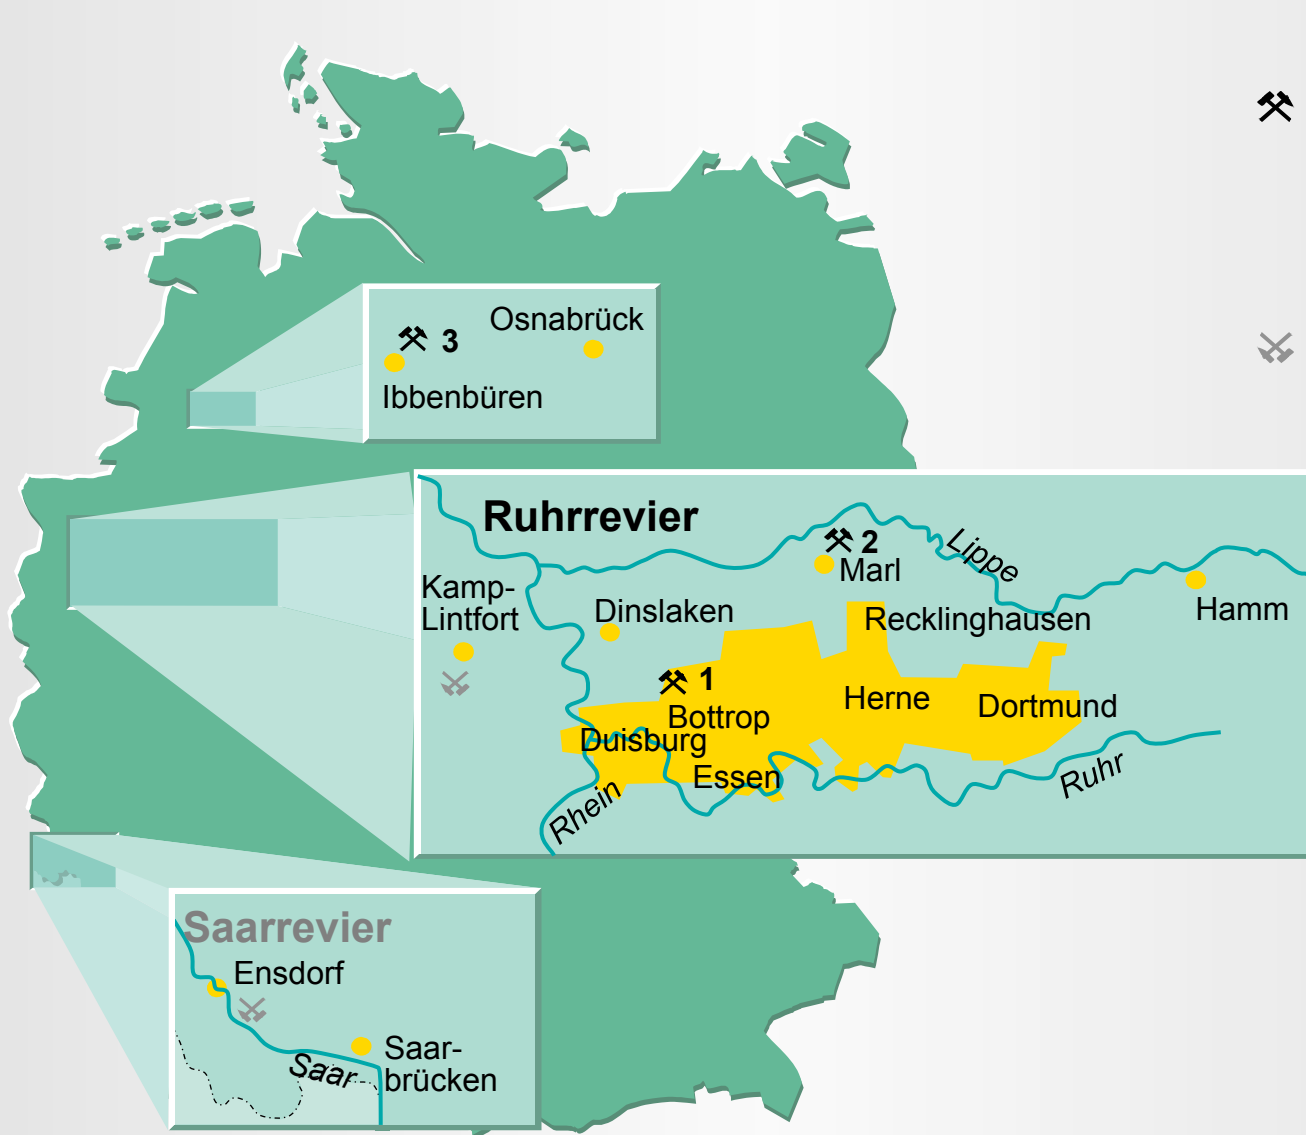 Osnabrück
3
Ibbenbüren
Ruhrrevier
2
Marl
Lippe
Kamp-
Lintfort
Dinslaken
Recklinghausen
Hamm
1
Bottrop
Herne
Dortmund
Duisburg
Essen
Ruhr
Rhein
Saarrevier
Ensdorf
Saar-
brücken
Saar